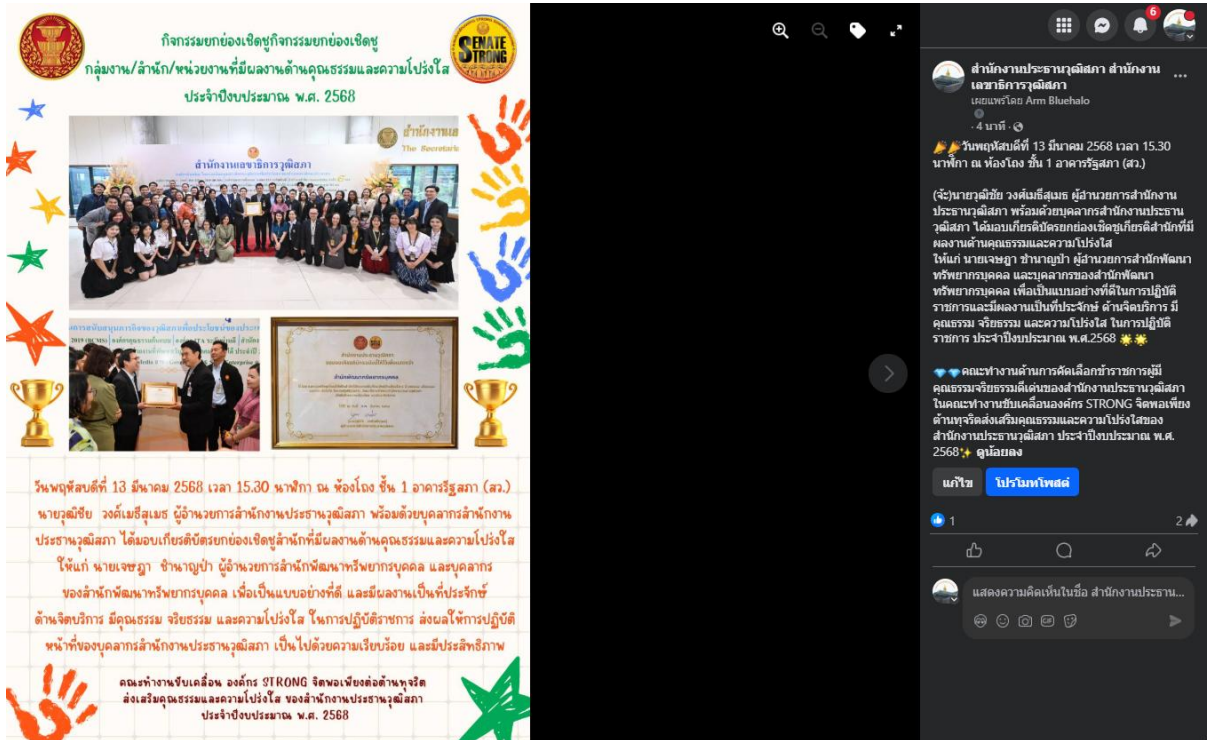 กิจกรรมยกย่องเชิดชูกิจกรรมยกย่องเชิดชู
กลุ่มงาน/สำนัก/หน่วยงานที่มีผลงานด้านคุณธรรมและความโปร่งใส
ประจำปีงบประมาณ พ.ศ. 2568
SENATE
STRONG
สำนักงานเล
The Secretaria
สำนักงานเลขาธิการวุฒิสภา
สำนักพัฒนาทรัพยากรบุคคล
วันพฤหัสบดีที่ 13 มีนาคม 2568 เวลา 15.30 นาฬิกา ณ ห้องโถง ชั้น 1 อาคารรัฐสภา (สว.)
นายวุฒิชัย วงศ์เมธีสุเมธ ผู้อำนวยการสำนักงานประธานวุฒิสภา พร้อมด้วยบุคลากรสำนักงาน
ประธานวุฒิสภา ได้มอบเกียรติบัตรยกย่องเชิดชูสำนักที่มีผลงานด้านคุณธรรมและความโปร่งใส
ให้แก่ นายเจษฎา ชำนาญป่า ผู้อำนวยการสำนักพัฒนาทรัพยากรบุคคล และบุคลากร
ของสำนักพัฒนาทรัพยากรบุคคล เพื่อเป็นแบบอย่างที่ดี และมีผลงานเป็นที่ประจักษ์
ด้านจิตบริการ มีคุณธรรม จริยธรรม และความโปร่งใส ในการปฏิบัติราชการ ส่งผลให้การปฏิบัติ
หน้าที่ของบุคลากรสำนักงานประธานวุฒิสภา เป็นไปด้วยความเรียบร้อย และมีประสิทธิภาพ
คณะทำงานขับเคลื่อน องค์กร STRONG จิตพอเพียงต่อต้านทุจริต
ส่งเสริมคุณธรรมและความโปร่งใส ของสำนักงานประธานวุฒิสภา
ประจำปีงบประมาณ พ.ศ. 2568
6
สำนักงานประธานวุฒิสภา สำนักงาน
เลขาธิการวุฒิสภา
เผยแพร่โดย Arm Bluehalo
· 4 นาที ·
วันพฤหัสบดีที่ 13 มีนาคม 2568 เวลา 15.30
นาฬิกา ณ ห้องโถง ชั้น 1 อาคารรัฐสภา (สว.)
(จ้ะ)นายวุฒิชัย วงศ์เมธีสุเมธ ผู้อำนวยการสำนักงาน
ประธานวุฒิสภา พร้อมด้วยบุคลากรสำนักงานประธาน
วุฒิสภา ได้มอบเกียรติบัตรยกย่องเชิดชูเกียรติสำนักที่มี
ผลงานด้านคุณธรรมและความโปร่งใส
ให้แก่ นายเจษฎา ชำนาญป่า ผู้อำนวยการสำนักพัฒนา
ทรัพยากรบุคคล และบุคลากรของสำนักพัฒนา
ทรัพยากรบุคคล เพื่อเป็นแบบอย่างที่ดีในการปฏิบัติ
ราชการและมีผลงานเป็นที่ประจักษ์ ด้านจิตบริการ มี
คุณธรรม จริยธรรม และความโปร่งใส ในการปฏิบัติ
ราชการ ประจำปีงบประมาณ พ.ศ.2568
คณะทำงานด้านการคัดเลือกข้าราชการผู้มี
คุณธรรมจริยธรรมดีเด่นของสำนักงานประธานวุฒิสภา
ในคณะทำงานขับเคลื่อนองค์กร STRONG จิตพอเพียง
ต้านทุจริตส่งเสริมคุณธรรมและความโปร่งใสของ
สำนักงานประธานวุฒิสภา ประจำปีงบประมาณ พ.ศ.
2568 ดูน้อยลง
แก้ไข โปรโมทโพสต์
1 2
แสดงความคิดเห็นในชื่อ สำนักงานประธาน...